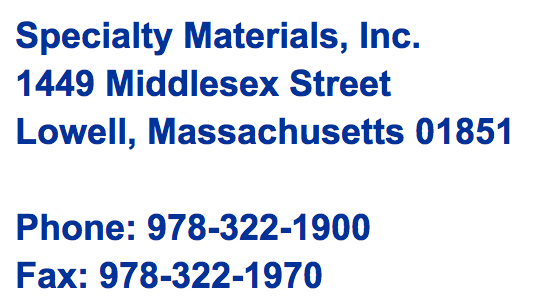 Specialty Materials, Inc.
1449 Middlesex Street
Lowell, Massachusetts 01851
Phone: 978-322-1900
Fax: 978-322-1970